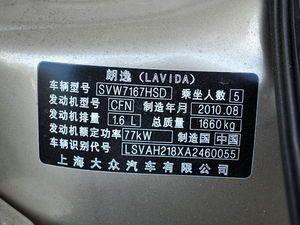 朗逸 (LAVIDA)
车辆型号 SVW7167HSD 乘坐人数 5
发动机型号 CFN 制造年月 2010.08
发动机排量 1.6 L 总质量 1660 kg
发动机额定功率 77kW 制造国 中国
车辆识别代号 LSVAH218XA2460055
上海大众汽车有限公司